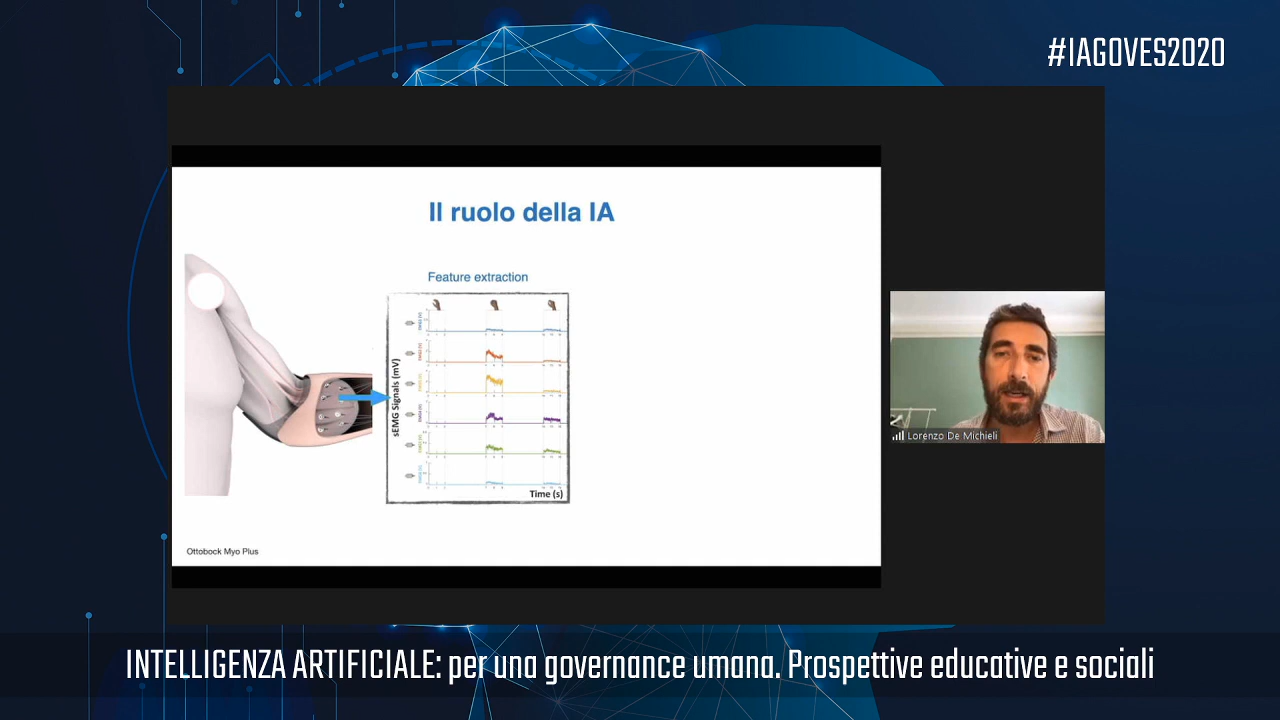 #IAGOVES2020
Il ruolo della IA
Feature extraction
sEMG Signals (mV)
Time (s)
Ottobock Myo Plus
Lorenzo De Michieli
INTELLIGENZA ARTIFICIALE: per una governance umana. Prospettive educative e sociali